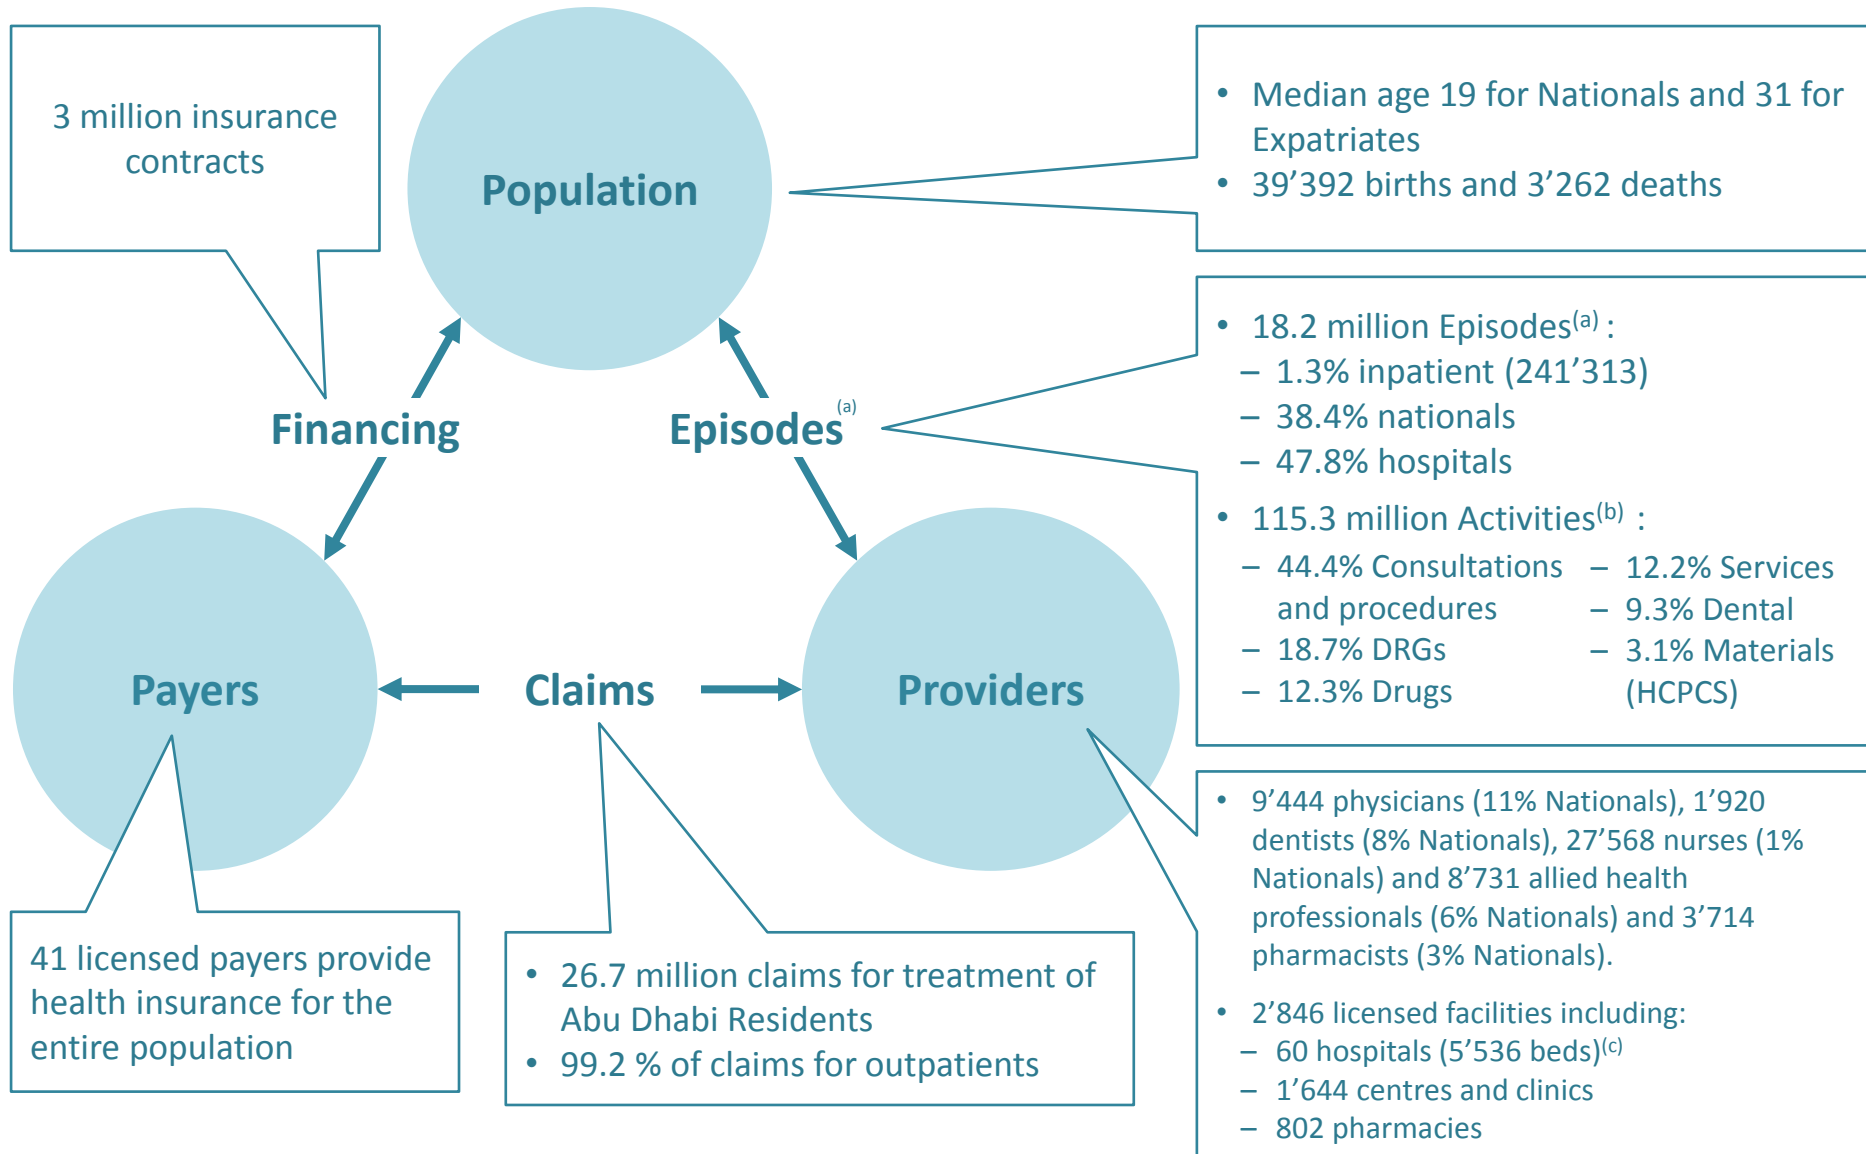 3 million insurance
contracts
Population
• Median age 19 for Nationals and 31 for
Expatriates
• 39’392 births and 3’262 deaths
Financing
Episodes(a)
• 18.2 million Episodes(a) :
– 1.3% inpatient (241’313)
– 38.4% nationals
– 47.8% hospitals
• 115.3 million Activities(b) :
– 44.4% Consultations
and procedures
– 18.7% DRGs
– 12.3% Drugs
– 12.2% Services
– 9.3% Dental
– 3.1% Materials
(HCPCS)
Payers
Claims
Providers
41 licensed payers provide
health insurance for the
entire population
• 26.7 million claims for treatment of
Abu Dhabi Residents
• 99.2 % of claims for outpatients
• 9’444 physicians (11% Nationals), 1’920
dentists (8% Nationals), 27’568 nurses (1%
Nationals) and 8’731 allied health
professionals (6% Nationals) and 3’714
pharmacists (3% Nationals).
• 2’846 licensed facilities including:
– 60 hospitals (5’536 beds)(c)
– 1’644 centres and clinics
– 802 pharmacies